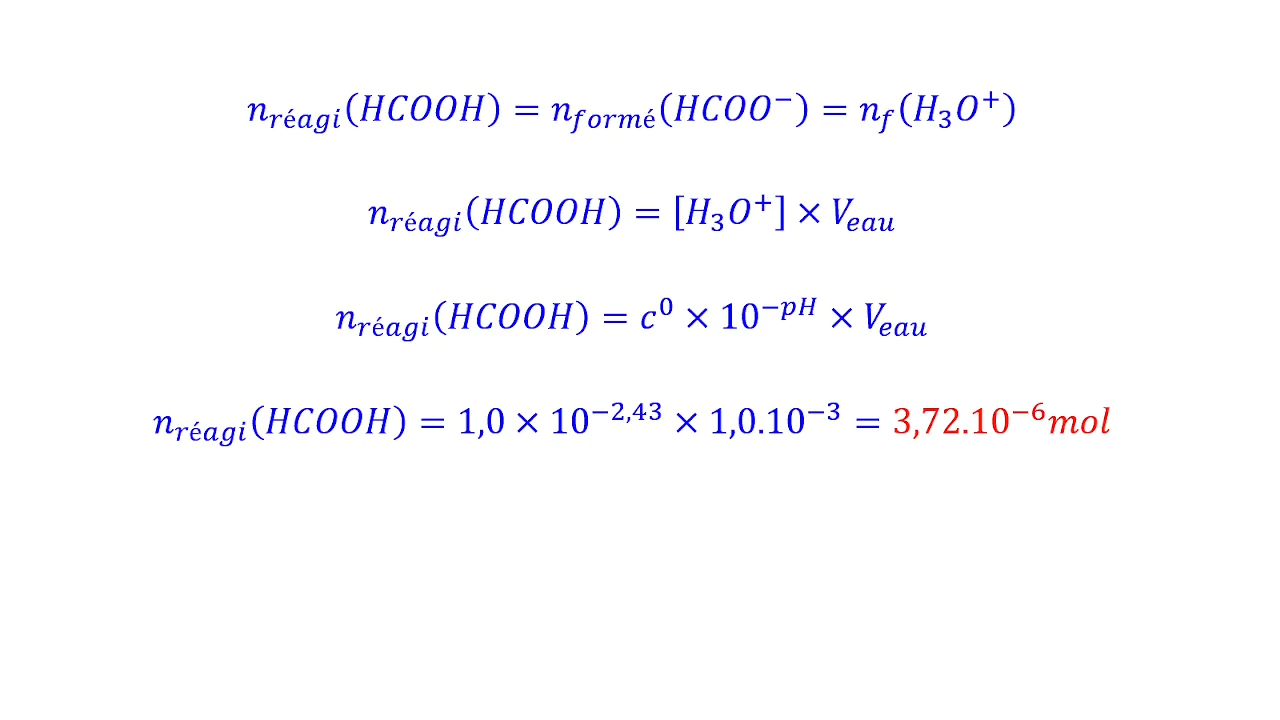 n_réagi(HCOOH) = n_formé(HCOO⁻) = n_f(H₃O⁺)
n_réagi(HCOOH) = [H₃O⁺] × V_eau
n_réagi(HCOOH) = c⁰ × 10^−pH × V_eau
n_réagi(HCOOH) = 1,0 × 10^−2,43 × 1,0.10^−3 = 3,72.10^−6 mol